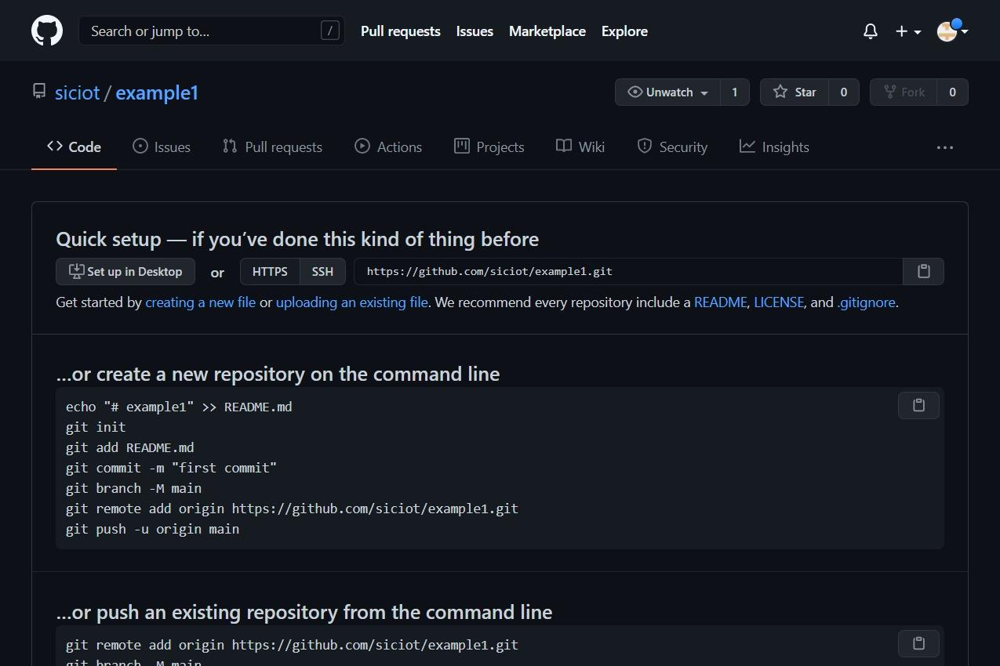 Search or jump to... / Pull requests Issues Marketplace Explore
siciot / example1 Unwatch 1 Star 0 Fork 0
Code Issues Pull requests Actions Projects Wiki Security Insights ...
Quick setup — if you’ve done this kind of thing before
Set up in Desktop or HTTPS SSH https://github.com/siciot/example1.git
Get started by creating a new file or uploading an existing file. We recommend every repository include a README, LICENSE, and .gitignore.
…or create a new repository on the command line
echo "# example1" >> README.md
git init
git add README.md
git commit -m "first commit"
git branch -M main
git remote add origin https://github.com/siciot/example1.git
git push -u origin main
…or push an existing repository from the command line
git remote add origin https://github.com/siciot/example1.git
git branch -M main